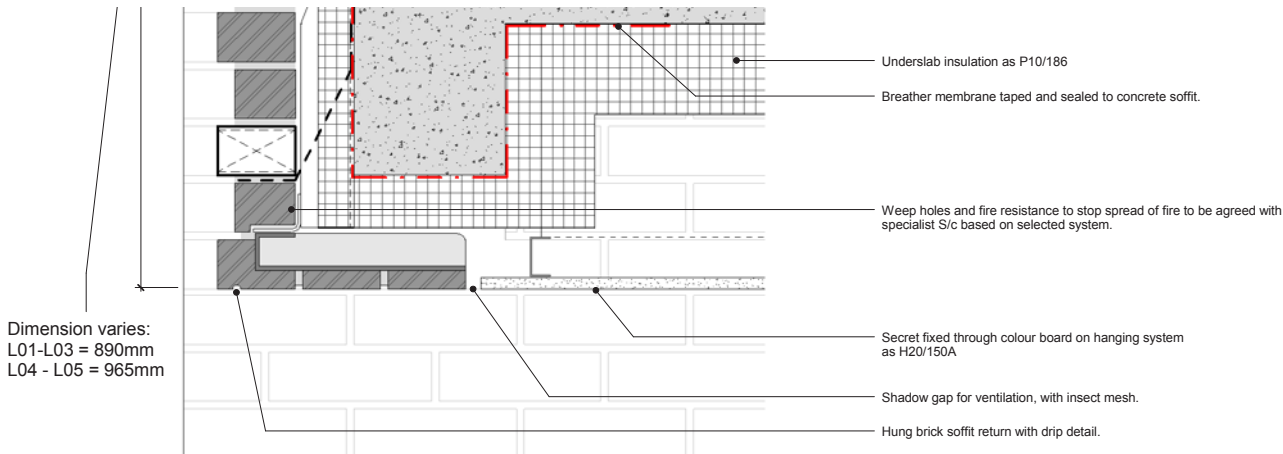 Underslab insulation as P10/186
Breather membrane taped and sealed to concrete soffit.
Weep holes and fire resistance to stop spread of fire to be agreed with
specialist S/c based on selected system.
Dimension varies:
L01-L03 = 890mm
L04 - L05 = 965mm
Secret fixed through colour board on hanging system
as H20/150A
Shadow gap for ventilation, with insect mesh.
Hung brick soffit return with drip detail.